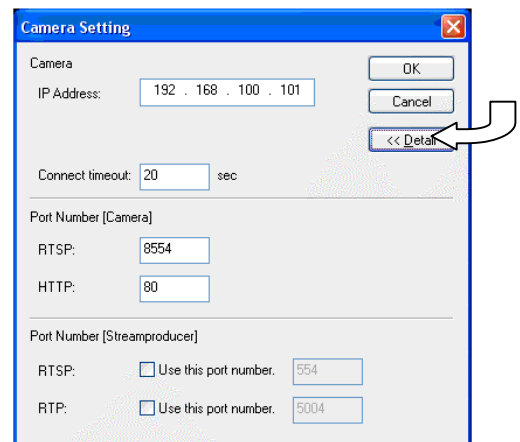 Camera Setting
Camera
OK
IP Address: 192 . 168 . 100 . 101
Cancel
<< Detail
Connect timeout: 20 sec
Port Number [Camera]
RTSP: 8554
HTTP: 80
Port Number [Streamproducer]
RTSP: Use this port number. 554
RTP: Use this port number. 5004